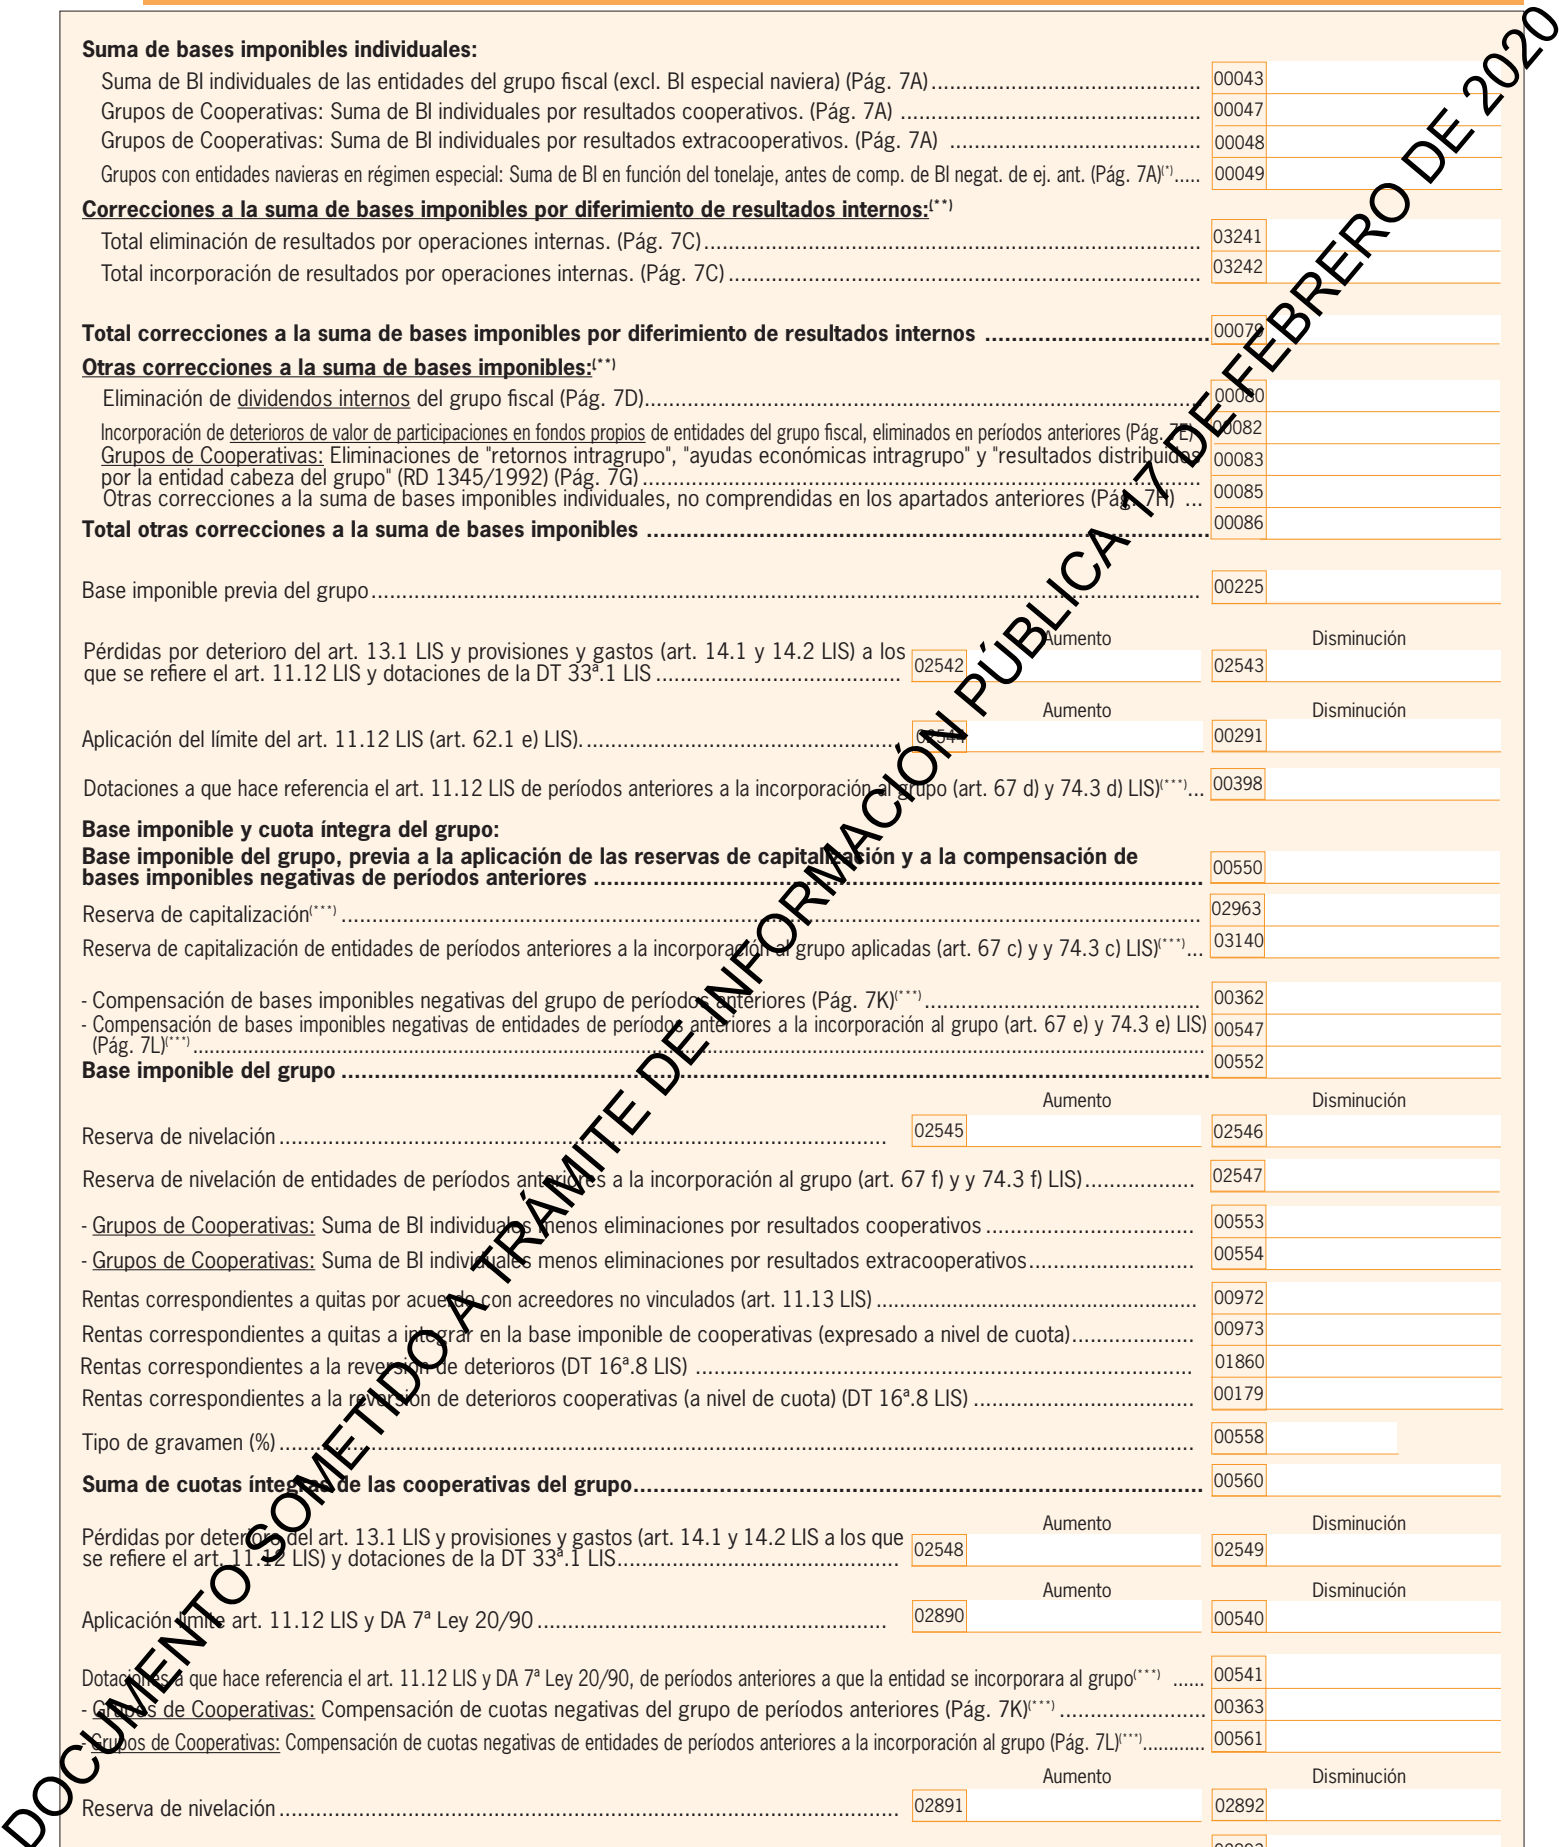 Suma de bases imponibles individuales:
Suma de BI individuales de las entidades del grupo fiscal (excl. BI especial naviera) (Pág. 7A) 00043
Grupos de Cooperativas: Suma de BI individuales por resultados cooperativos. (Pág. 7A) 00047
Grupos de Cooperativas: Suma de BI individuales por resultados extracooperativos. (Pág. 7A) 00048
Grupos con entidades navieras en régimen especial: Suma de BI en función del tonelaje, antes de comp. de BI negat. de ej. ant. (Pág. 7A)(*) 00049
Correcciones a la suma de bases imponibles por diferimiento de resultados internos:(**)
Total eliminación de resultados por operaciones internas. (Pág. 7C) 03241
Total incorporación de resultados por operaciones internas. (Pág. 7C) 03242
Total correcciones a la suma de bases imponibles por diferimiento de resultados internos 00079
Otras correcciones a la suma de bases imponibles:(**)
Eliminación de dividendos internos del grupo fiscal (Pág. 7D) 00080
Incorporación de deterioros de valor de participaciones en fondos propios de entidades del grupo fiscal, eliminados en períodos anteriores (Pág. 7E) 00082
Grupos de Cooperativas: Eliminaciones de "retornos intragrupo", "ayudas económicas intragrupo" y "resultados distribuidos
por la entidad cabeza del grupo" (RD 1345/1992) (Pág. 7G) 00083
Otras correcciones a la suma de bases imponibles individuales, no comprendidas en los apartados anteriores (Pág. 7H) ... 00085
Total otras correcciones a la suma de bases imponibles 00086
Base imponible previa del grupo 00225
Aumento Disminución
Pérdidas por deterioro del art. 13.1 LIS y provisiones y gastos (art. 14.1 y 14.2 LIS) a los
que se refiere el art. 11.12 LIS y dotaciones de la DT 33ª.1 LIS 02542 02543
Aumento Disminución
Aplicación del límite del art. 11.12 LIS (art. 62.1 e) LIS). 02544 00291
Dotaciones a que hace referencia el art. 11.12 LIS de períodos anteriores a la incorporación al grupo (art. 67 d) y 74.3 d) LIS)(***)... 00398
Base imponible y cuota íntegra del grupo:
Base imponible del grupo, previa a la aplicación de las reservas de capitalización y a la compensación de
bases imponibles negativas de períodos anteriores 00550
Reserva de capitalización(***) 02963
Reserva de capitalización de entidades de períodos anteriores a la incorporación al grupo aplicadas (art. 67 c) y y 74.3 c) LIS)(***)... 03140
- Compensación de bases imponibles negativas del grupo de períodos anteriores (Pág. 7K)(***) 00362
- Compensación de bases imponibles negativas de entidades de períodos anteriores a la incorporación al grupo (art. 67 e) y 74.3 e) LIS)
(Pág. 7L)(***) 00547
Base imponible del grupo 00552
Aumento Disminución
Reserva de nivelación 02545 02546
Reserva de nivelación de entidades de períodos anteriores a la incorporación al grupo (art. 67 f) y y 74.3 f) LIS) 02547
- Grupos de Cooperativas: Suma de BI individuales menos eliminaciones por resultados cooperativos 00553
- Grupos de Cooperativas: Suma de BI individuales menos eliminaciones por resultados extracooperativos 00554
Rentas correspondientes a quitas por acuerdo con acreedores no vinculados (art. 11.13 LIS) 00972
Rentas correspondientes a quitas a integrar en la base imponible de cooperativas (expresado a nivel de cuota) 00973
Rentas correspondientes a la reversión de deterioros (DT 16ª.8 LIS) 01860
Rentas correspondientes a la reversión de deterioros cooperativas (a nivel de cuota) (DT 16ª.8 LIS) 00179
Tipo de gravamen (%) 00558
Suma de cuotas íntegras de las cooperativas del grupo 00560
Aumento Disminución
Pérdidas por deterioro del art. 13.1 LIS y provisiones y gastos (art. 14.1 y 14.2 LIS a los que
se refiere el art. 11.12 LIS) y dotaciones de la DT 33ª.1 LIS 02548 02549
Aumento Disminución
Aplicación límite art. 11.12 LIS y DA 7ª Ley 20/90 02890 00540
Dotaciones a que hace referencia el art. 11.12 LIS y DA 7ª Ley 20/90, de períodos anteriores a que la entidad se incorporara al grupo(***) 00541
- Grupos de Cooperativas: Compensación de cuotas negativas del grupo de períodos anteriores (Pág. 7K)(***) 00363
- Grupos de Cooperativas: Compensación de cuotas negativas de entidades de períodos anteriores a la incorporación al grupo (Pág. 7L)(***) 00561
Aumento Disminución
Reserva de nivelación 02891 02892
DOCUMENTO SOMETIDO A TRÁMITE DE INFORMACIÓN PÚBLICA 17 DE FEBRERO DE 2020